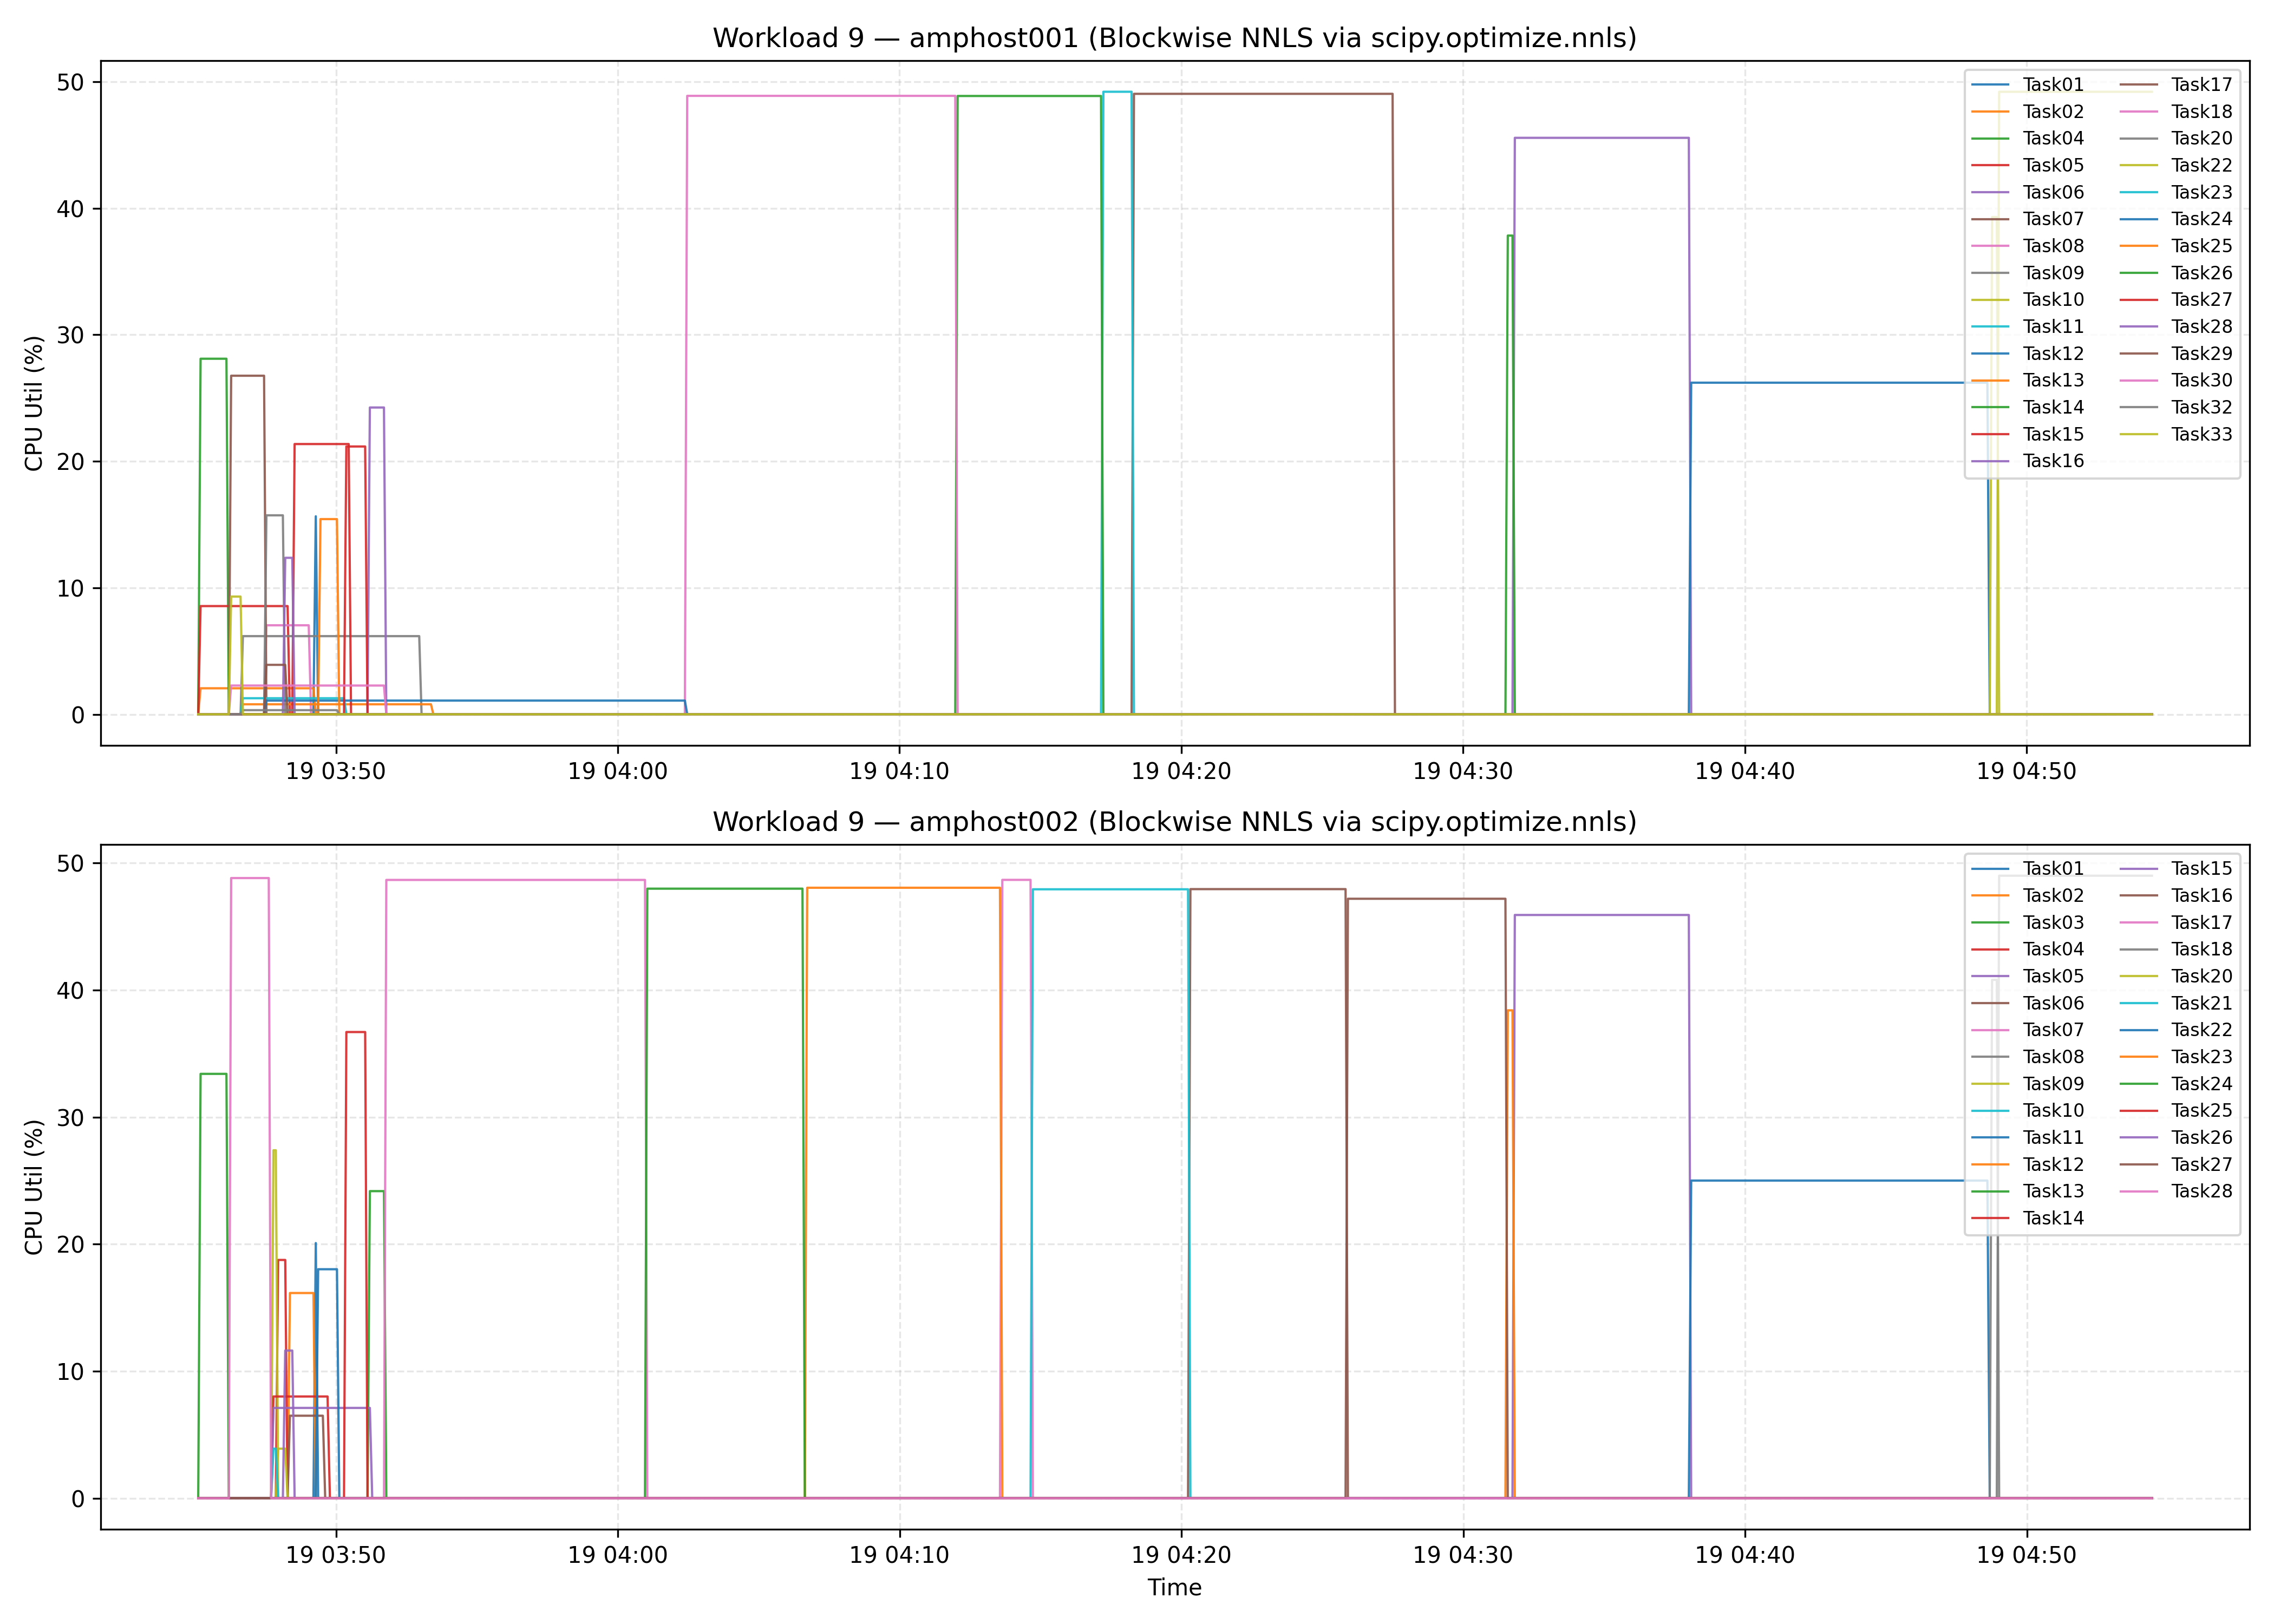 Workload 9 — amphost001 (Blockwise NNLS via scipy.optimize.nnls)
CPU Util (%)
50
40
30
20
10
0
19 03:50
19 04:00
19 04:10
19 04:20
19 04:30
19 04:40
19 04:50
Task01
Task02
Task04
Task05
Task06
Task07
Task08
Task09
Task10
Task11
Task12
Task13
Task14
Task15
Task16
Task17
Task18
Task20
Task22
Task23
Task24
Task25
Task26
Task27
Task28
Task29
Task30
Task32
Task33
Workload 9 — amphost002 (Blockwise NNLS via scipy.optimize.nnls)
CPU Util (%)
50
40
30
20
10
0
19 03:50
19 04:00
19 04:10
19 04:20
19 04:30
19 04:40
19 04:50
Time
Task01
Task02
Task03
Task04
Task05
Task06
Task07
Task08
Task09
Task10
Task11
Task12
Task13
Task14
Task15
Task16
Task17
Task18
Task20
Task21
Task22
Task23
Task24
Task25
Task26
Task27
Task28